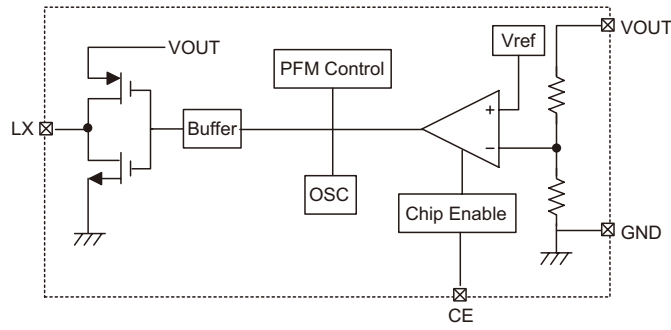 VOUT
Vref
VOUT
PFM Control
LX
Buffer
+
−
OSC
Chip Enable
GND
CE